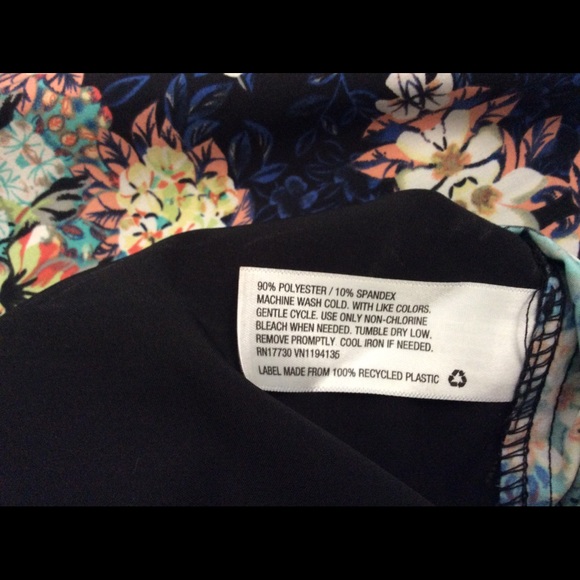 90% POLYESTER / 10% SPANDEX
MACHINE WASH COLD. WITH LIKE COLORS.
GENTLE CYCLE. USE ONLY NON-CHLORINE
BLEACH WHEN NEEDED. TUMBLE DRY LOW.
REMOVE PROMPTLY. COOL IRON IF NEEDED.
RN17730 VN1194135
LABEL MADE FROM 100% RECYCLED PLASTIC